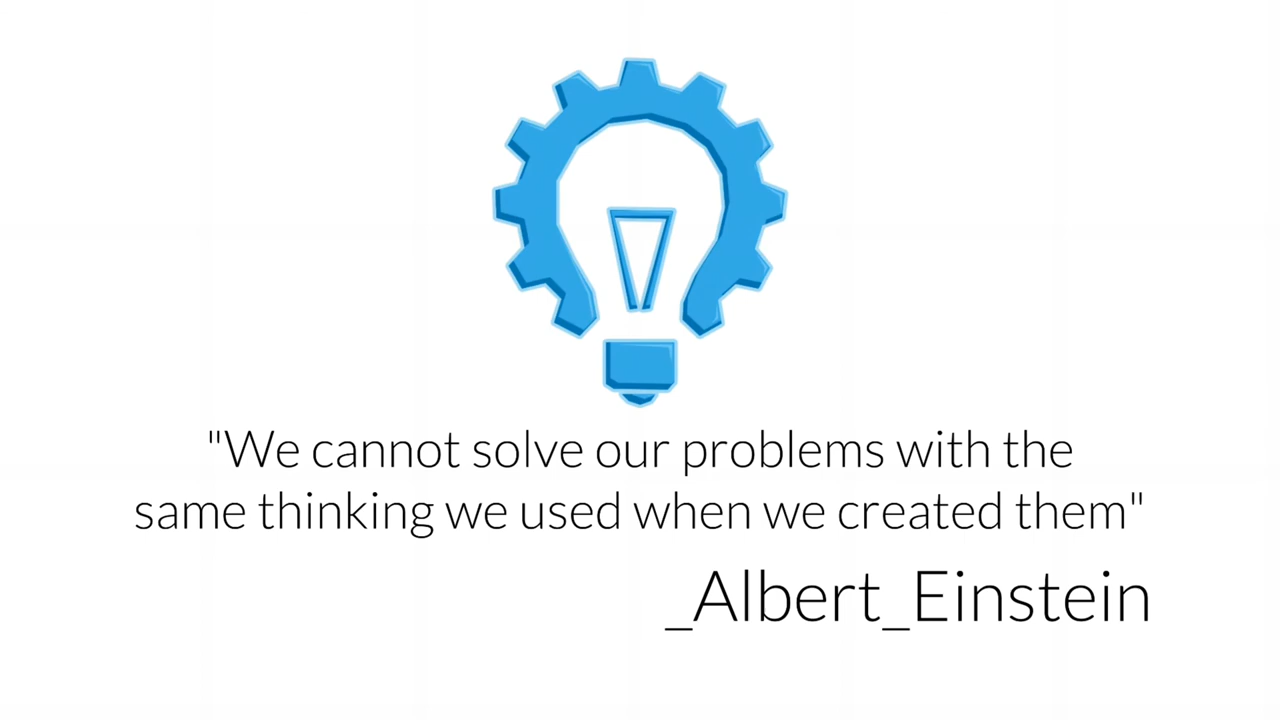 "We cannot solve our problems with the
same thinking we used when we created them"
_Albert_Einstein